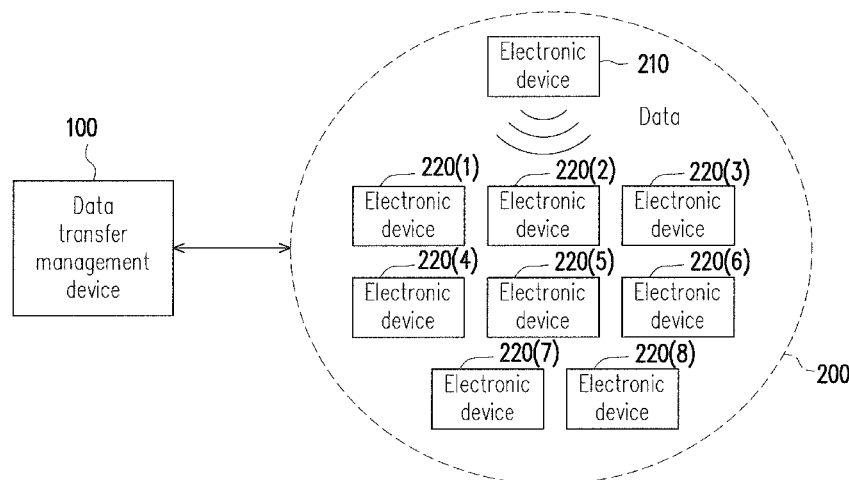 Electronic
device
210
Data
100
Data
transfer
management
device
220(1)
220(2)
220(3)
Electronic
device
Electronic
device
Electronic
device
220(4)
220(5)
220(6)
Electronic
device
Electronic
device
Electronic
device
220(7)
220(8)
Electronic
device
Electronic
device
200